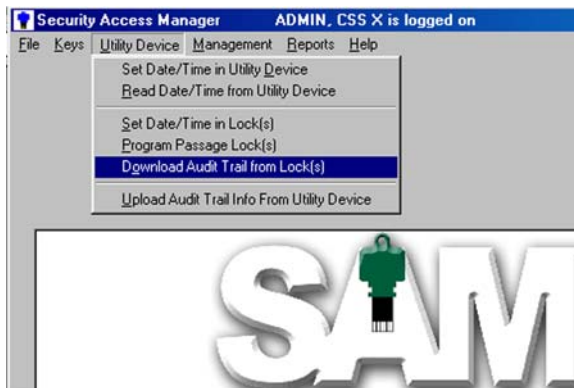 Security Access Manager ADMIN, CSS X is logged on
File Keys Utility Device Management Reports Help
Set Date/Time in Utility Device
Read Date/Time from Utility Device
Set Date/Time in Lock(s)
Program Passage Lock(s)
Download Audit Trail from Lock(s)
Upload Audit Trail Info From Utility Device
SAM